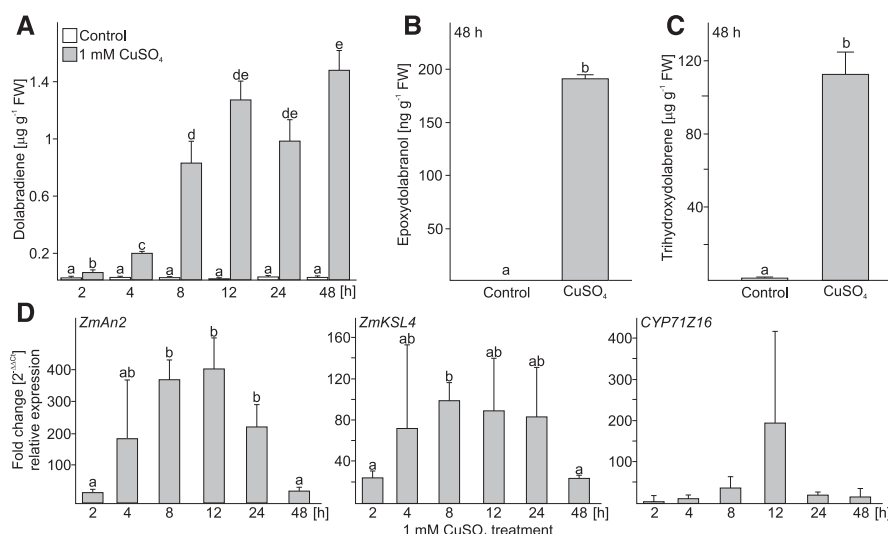 A
Control
1 mM CuSO4
Dolabradiene [µg g-1 FW]
1.4
1
0.6
0.2
a b a c a d a de a de a e
2 4 8 12 24 48 [h]
B
48 h
Epoxydolabranol [ng g-1 FW]
200
150
100
50
a b
Control CuSO4
C
48 h
Trihydroxydolabrene [µg g-1 FW]
120
80
40
a b
Control CuSO4
D
ZmAn2
Fold change [2-ΔΔCt]
relative expression
400
300
200
100
a ab b b b a
2 4 8 12 24 48 [h]
ZmKSL4
160
120
80
40
a ab b ab ab a
2 4 8 12 24 48 [h]
CYP71Z16
400
300
200
100
2 4 8 12 24 48 [h]
1 mM CuSO4 treatment